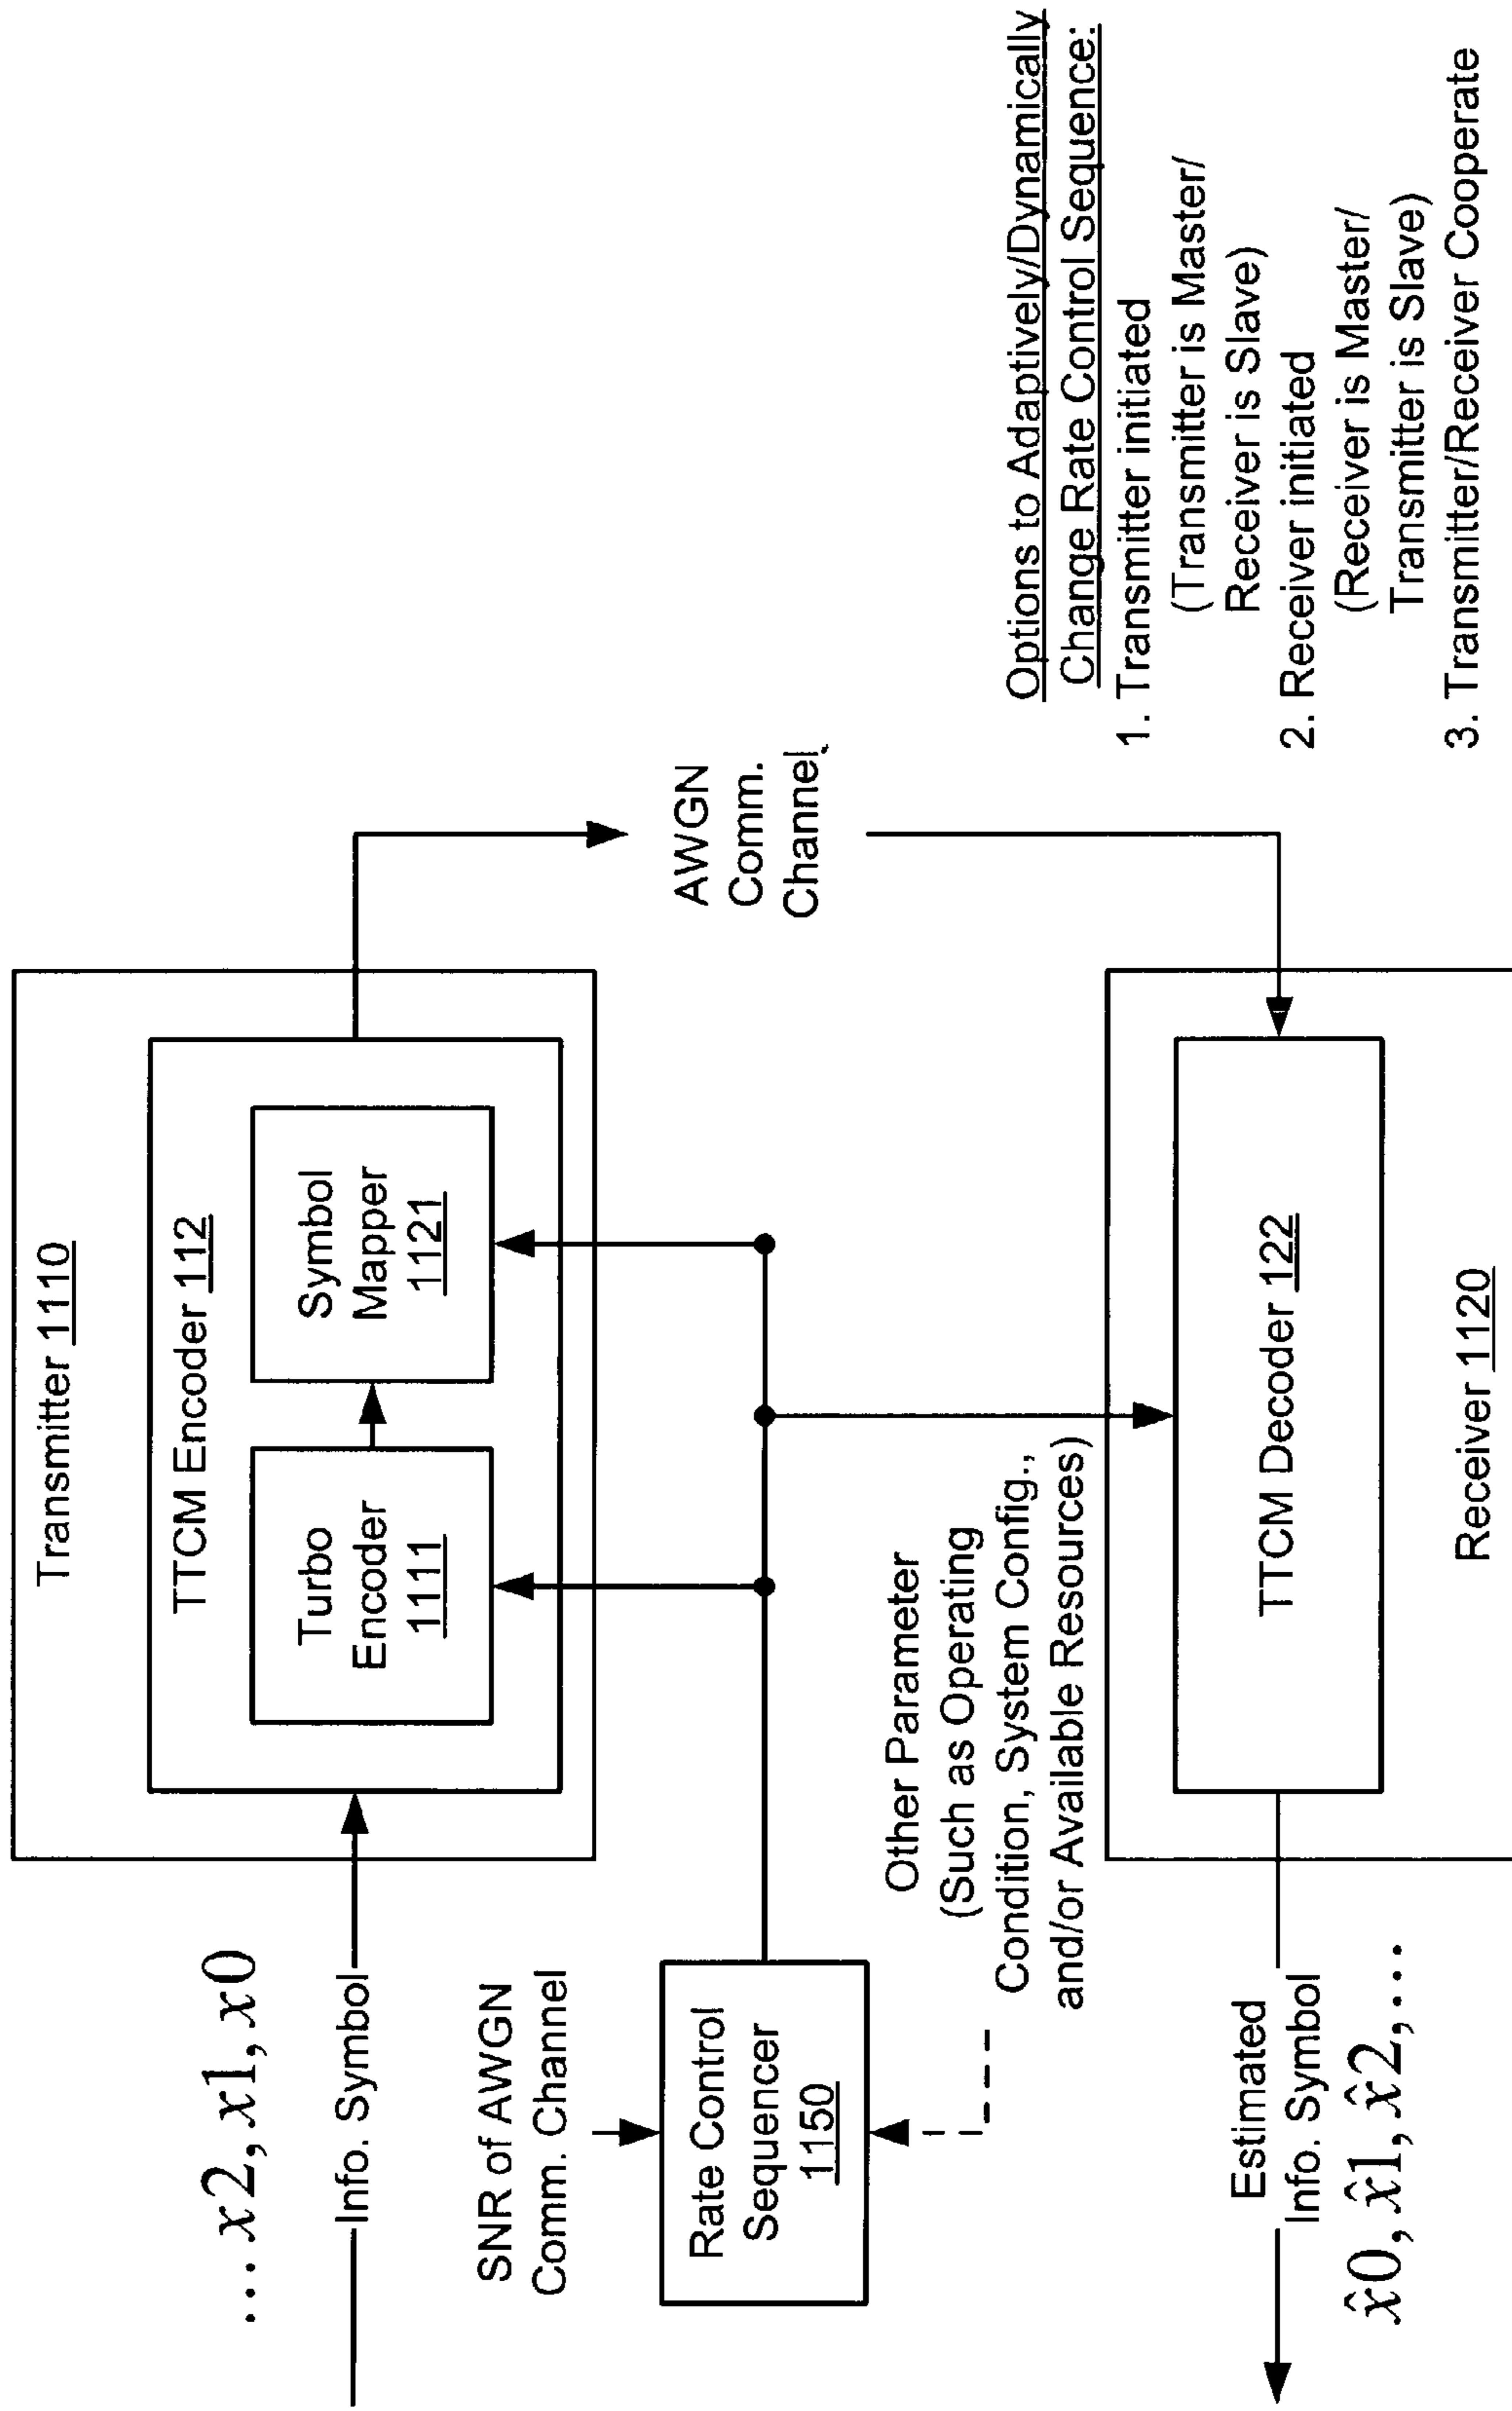 Transmitter 1110
TTCM Encoder 112
Turbo
Encoder
1111
Symbol
Mapper
1121
...x2, x1, x0
Info. Symbol
SNR of AWGN
Comm. Channel
Rate Control
Sequencer
1150
AWGN
Comm.
Channel
Other Parameter
(Such as Operating
Condition, System Config.,
and/or Available Resources)
TTCM Decoder 122
Receiver 1120
Estimated
Info. Symbol
x̂0, x̂1, x̂2,...
Options to Adaptively/Dynamically
Change Rate Control Sequence:
1. Transmitter initiated
(Transmitter is Master/
Receiver is Slave)
2. Receiver initiated
(Receiver is Master/
Transmitter is Slave)
3. Transmitter/Receiver Cooperate